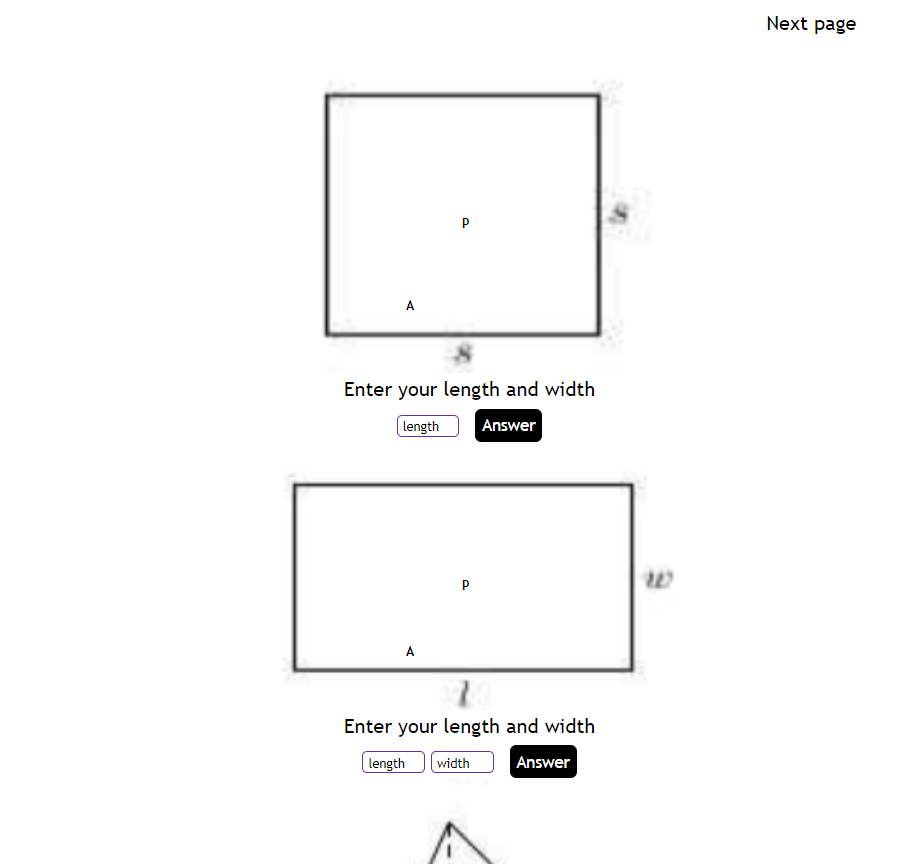 Next page
P
s
A
s
Enter your length and width
length Answer
P
w
A
l
Enter your length and width
length width Answer